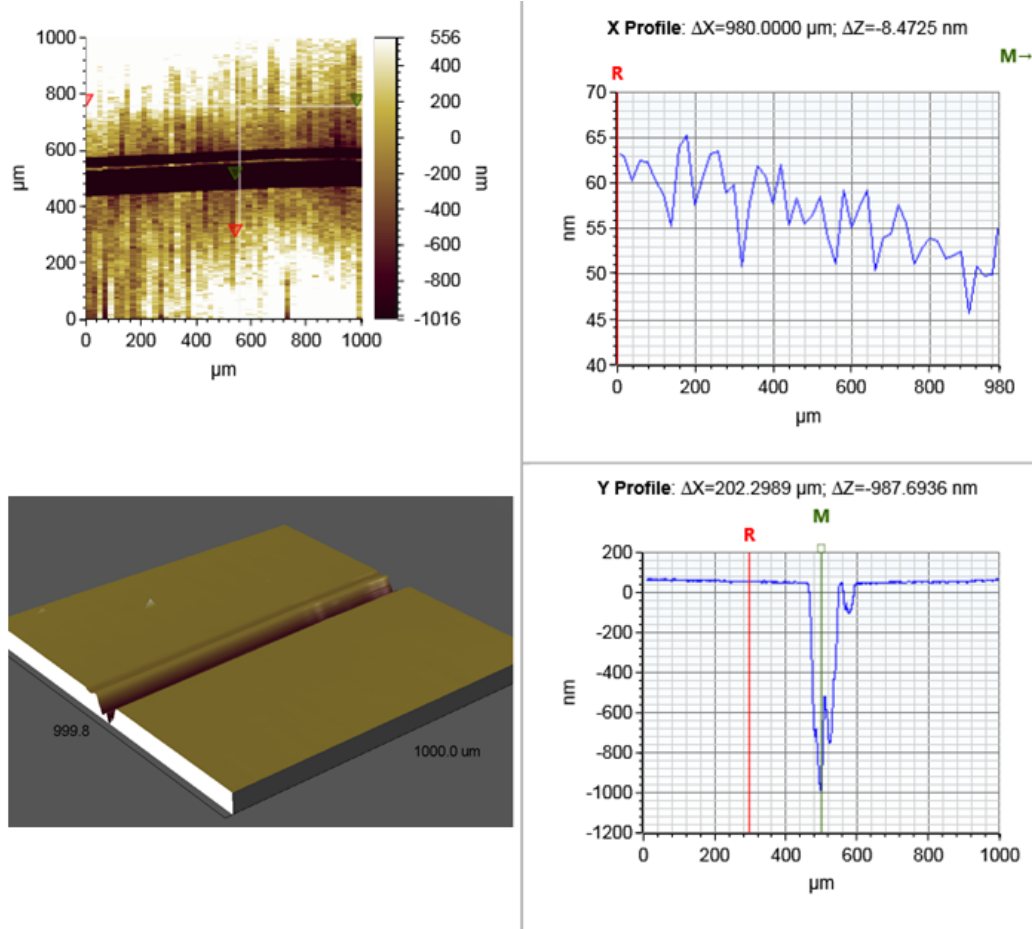 1000
800
600
400
200
0
µm
0 200 400 600 800 1000
µm
556
400
200
0
-200
-400
-600
-800
-1016
nm
X Profile: ΔX=980.0000 µm; ΔZ=-8.4725 nm
M→
R
70
65
60
55
50
45
40
nm
0 200 400 600 800 980
µm
999.8
1000.0 um
Y Profile: ΔX=202.2989 µm; ΔZ=-987.6936 nm
M
R
200
0
-200
-400
-600
-800
-1000
-1200
nm
0 200 400 600 800 1000
µm